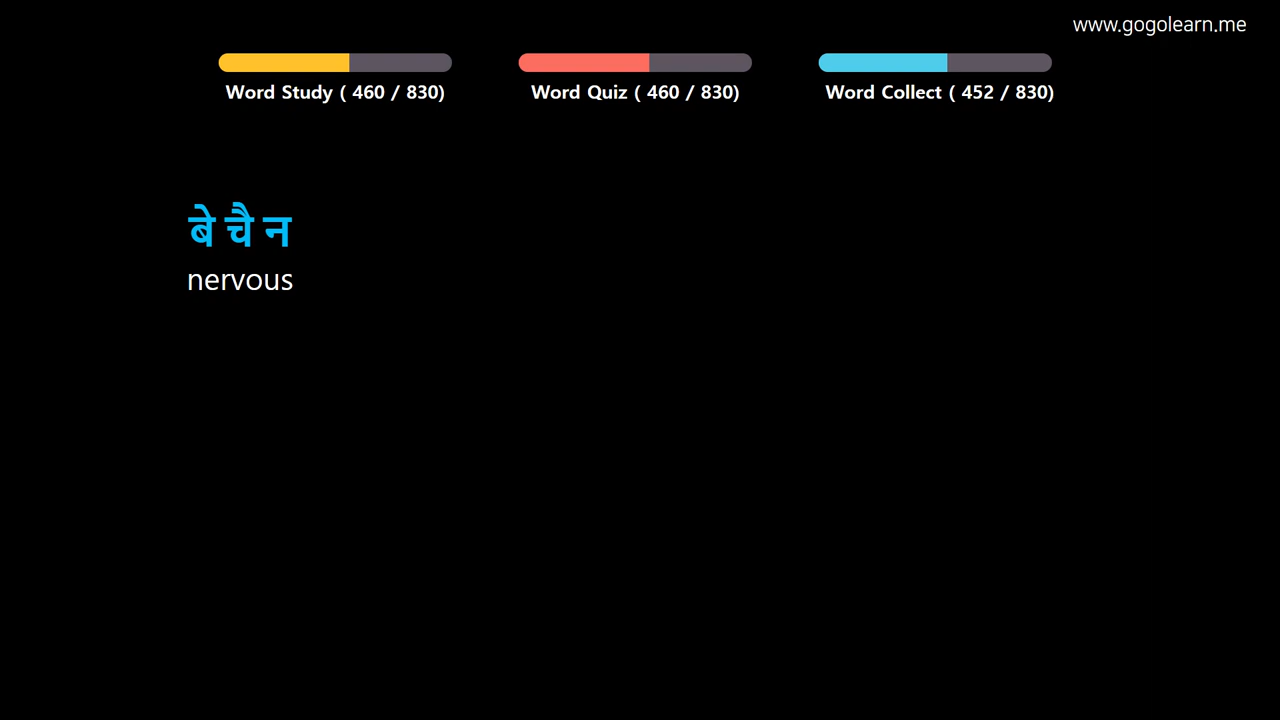 www.gogolearn.me
Word Study ( 460 / 830)
Word Quiz ( 460 / 830)
Word Collect ( 452 / 830)
बे चै न
nervous